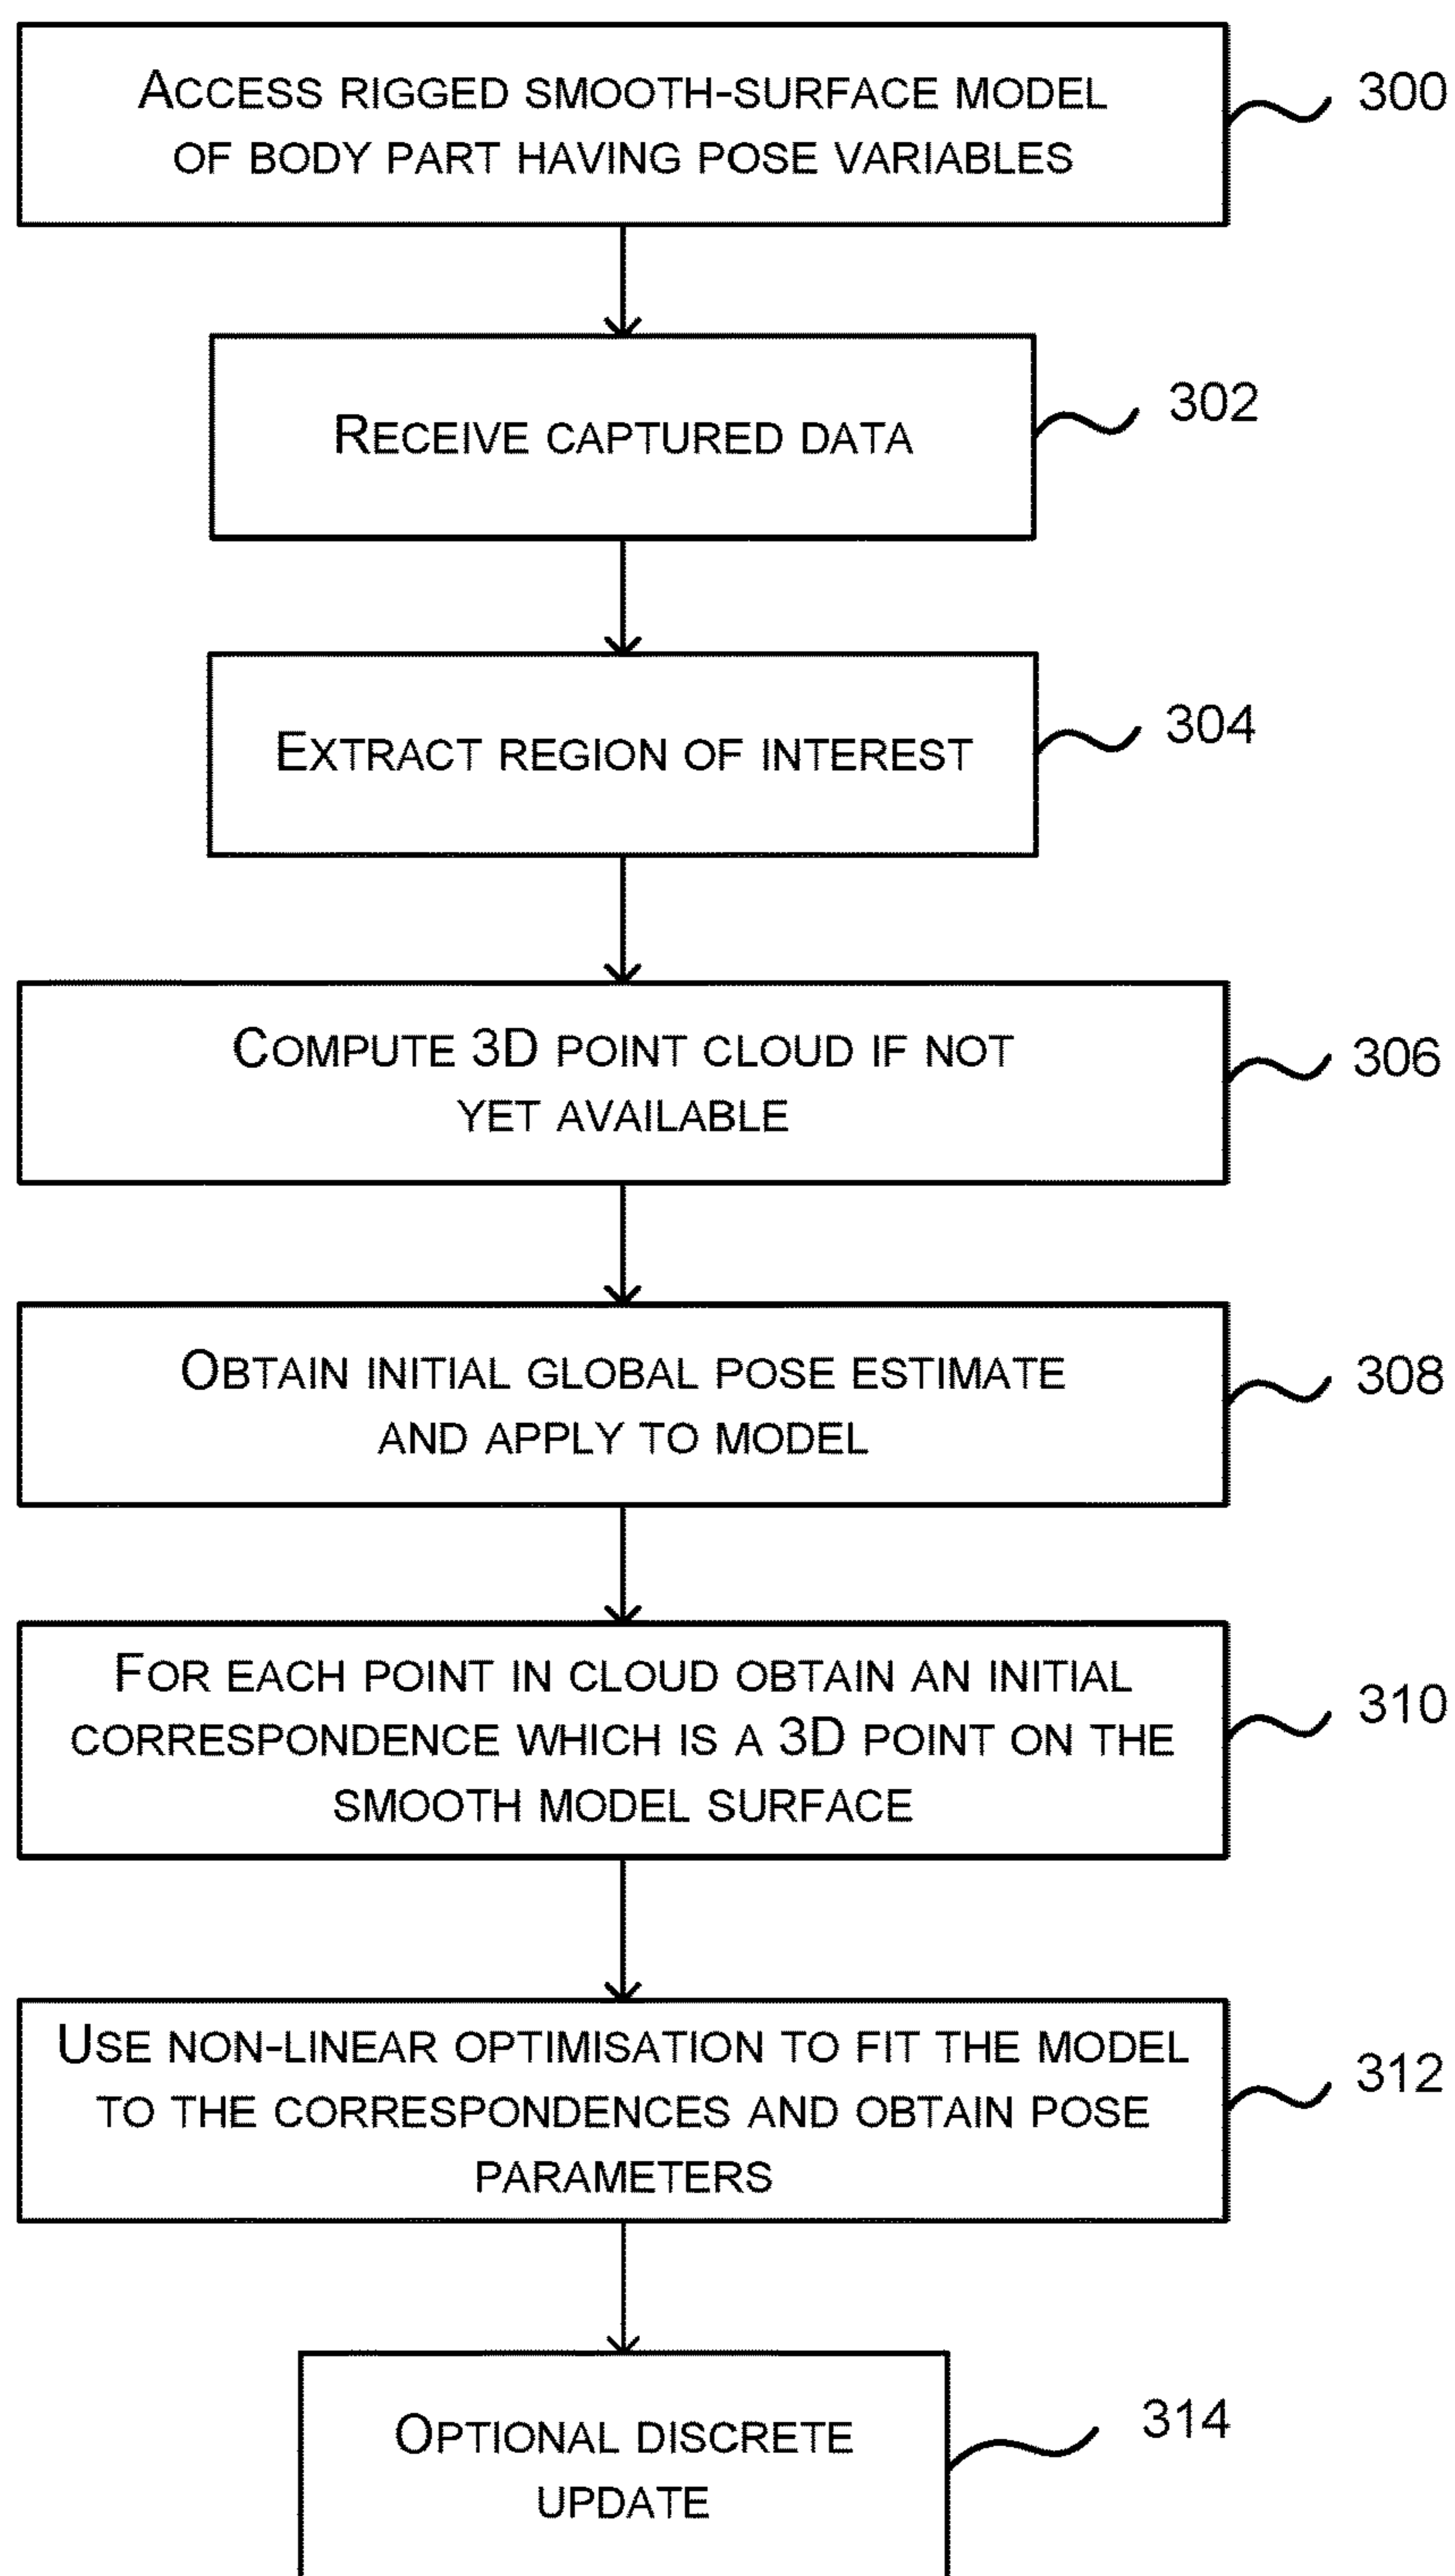 ACCESS RIGGED SMOOTH-SURFACE MODEL
OF BODY PART HAVING POSE VARIABLES
300
RECEIVE CAPTURED DATA
302
EXTRACT REGION OF INTEREST
304
COMPUTE 3D POINT CLOUD IF NOT
YET AVAILABLE
306
OBTAIN INITIAL GLOBAL POSE ESTIMATE
AND APPLY TO MODEL
308
FOR EACH POINT IN CLOUD OBTAIN AN INITIAL
CORRESPONDENCE WHICH IS A 3D POINT ON THE
SMOOTH MODEL SURFACE
310
USE NON-LINEAR OPTIMISATION TO FIT THE MODEL
TO THE CORRESPONDENCES AND OBTAIN POSE
PARAMETERS
312
OPTIONAL DISCRETE
UPDATE
314